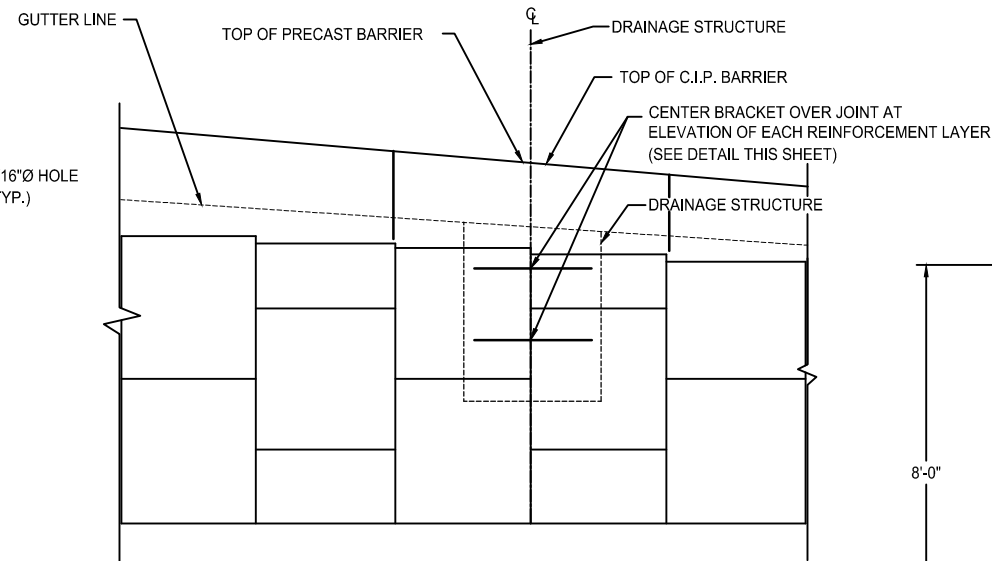 GUTTER LINE
TOP OF PRECAST BARRIER
℄
DRAINAGE STRUCTURE
TOP OF C.I.P. BARRIER
CENTER BRACKET OVER JOINT AT
ELEVATION OF EACH REINFORCEMENT LAYER
(SEE DETAIL THIS SHEET)
16"Ø HOLE
TYP.)
DRAINAGE STRUCTURE
8'-0"